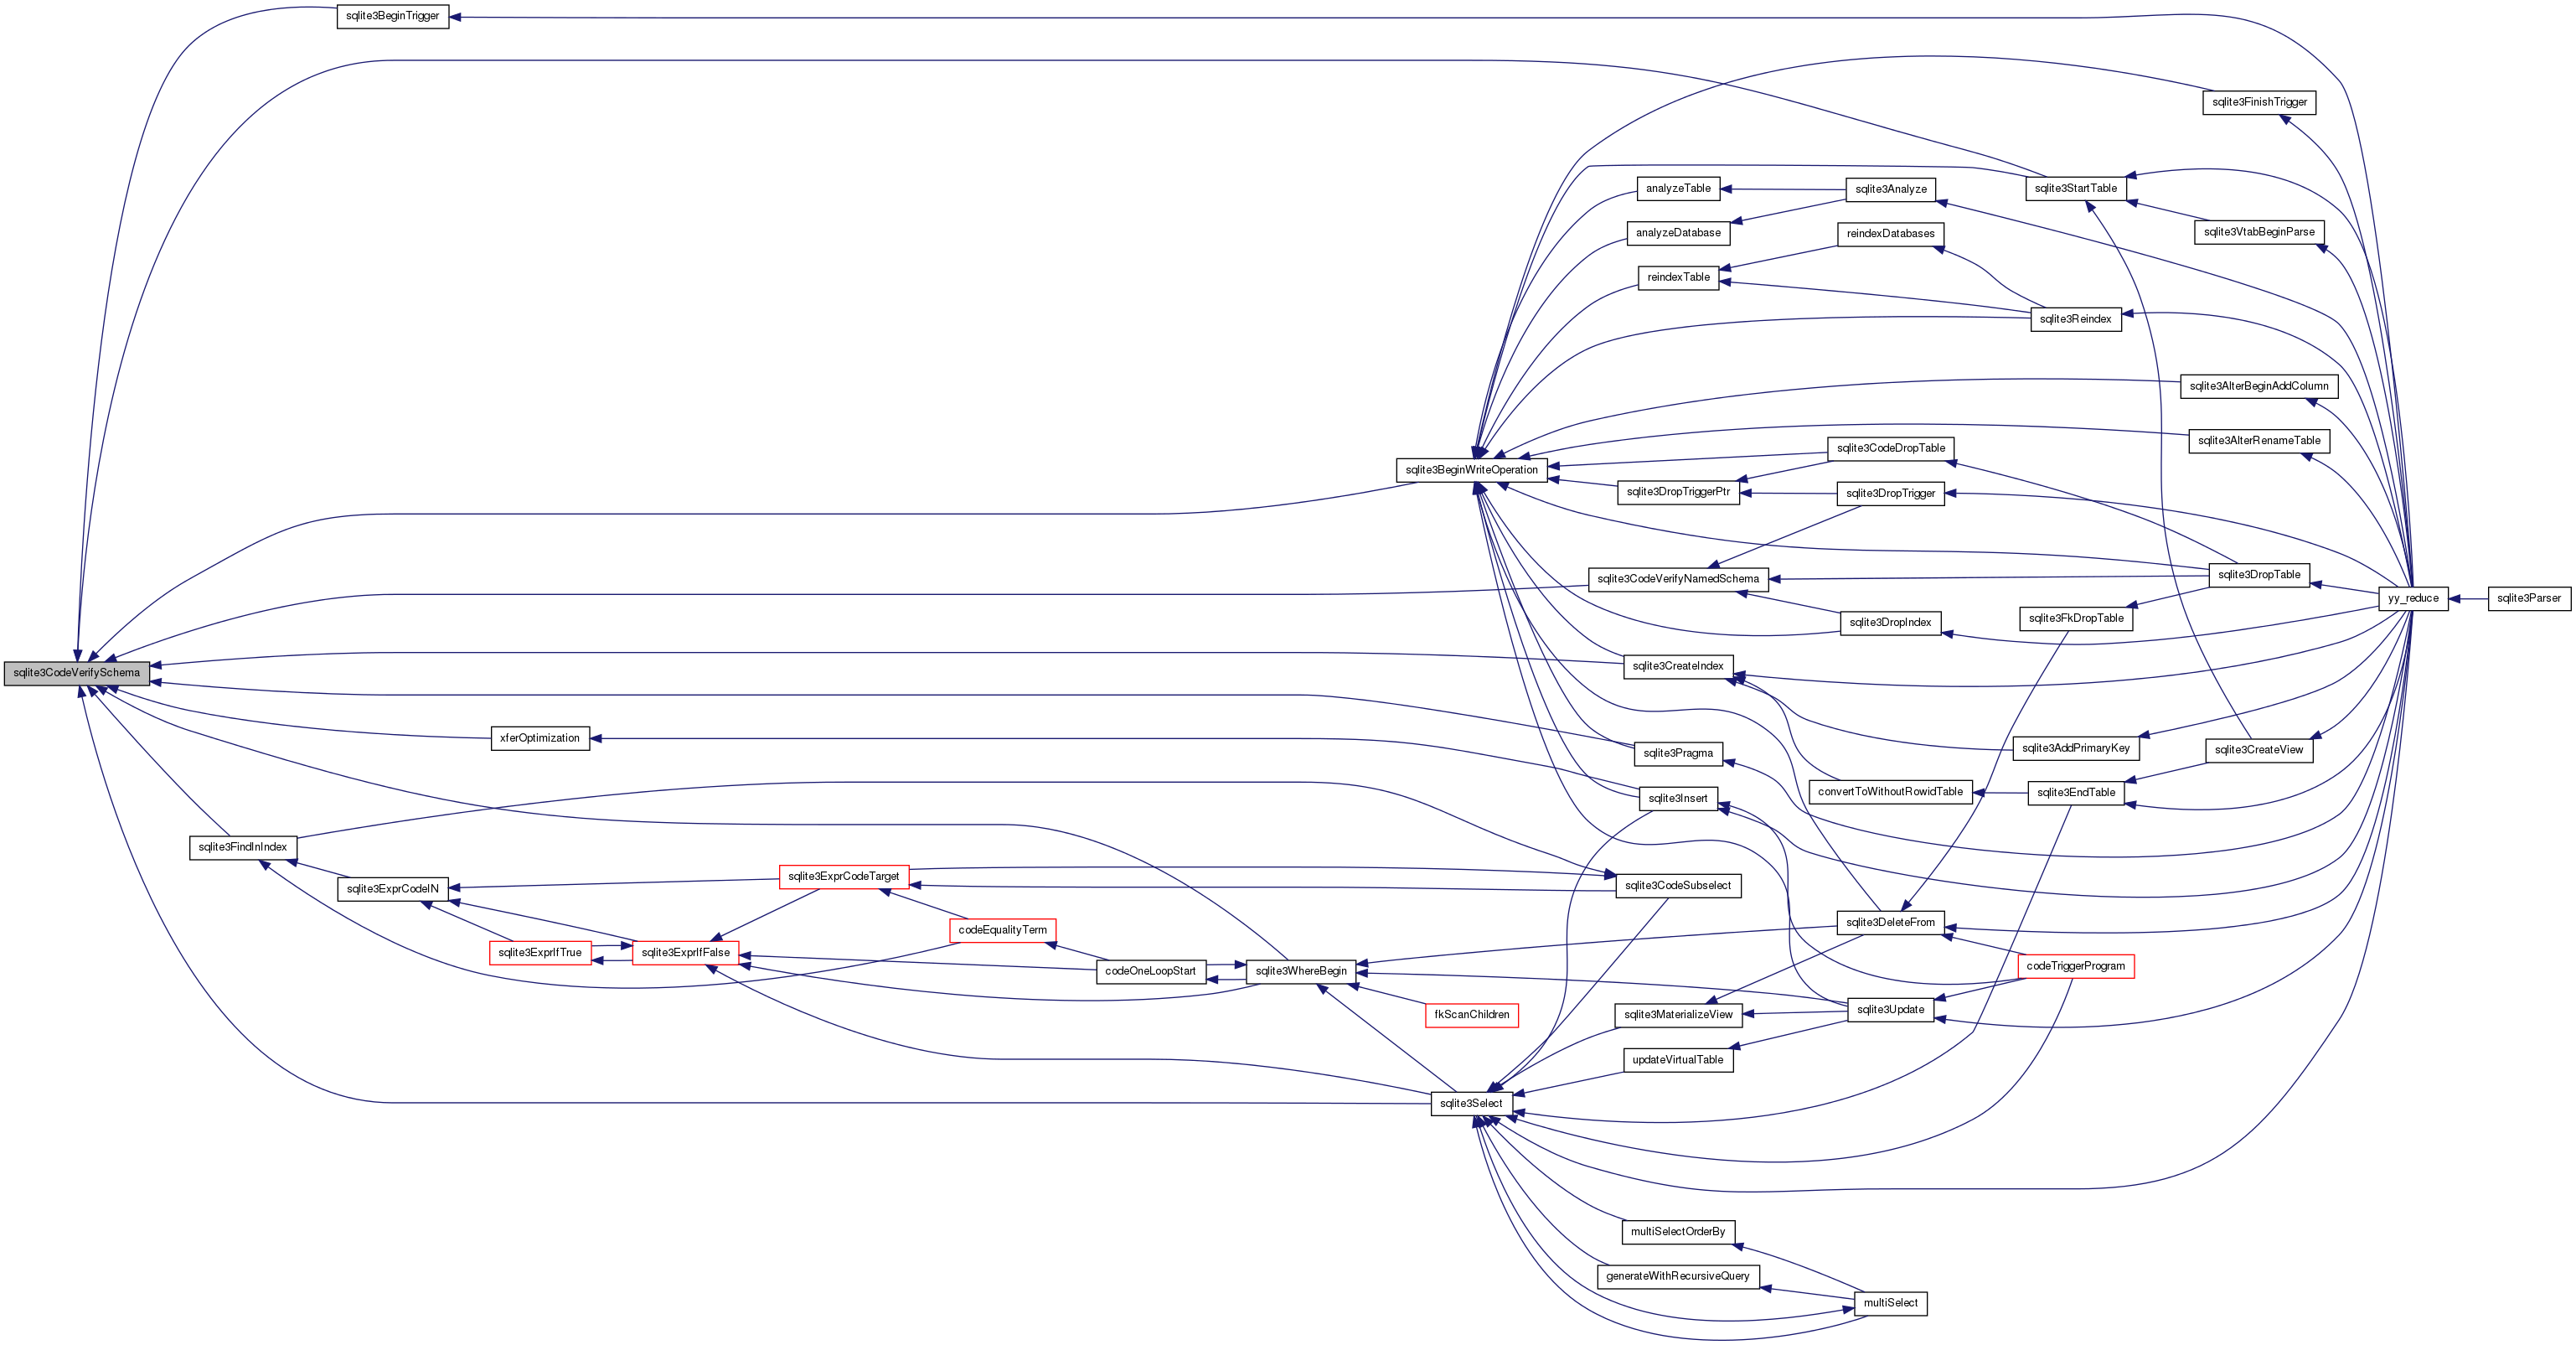 sqlite3BeginTrigger
sqlite3FinishTrigger
analyzeTable
sqlite3Analyze
sqlite3StartTable
analyzeDatabase
reindexDatabases
sqlite3VtabBeginParse
reindexTable
sqlite3Reindex
sqlite3AlterBeginAddColumn
sqlite3AlterRenameTable
sqlite3CodeDropTable
sqlite3BeginWriteOperation
sqlite3DropTriggerPtr
sqlite3DropTrigger
sqlite3CodeVerifyNamedSchema
sqlite3DropTable
yy_reduce
sqlite3Parser
sqlite3DropIndex
sqlite3FkDropTable
sqlite3CodeVerifySchema
sqlite3CreateIndex
xferOptimization
sqlite3Pragma
sqlite3AddPrimaryKey
sqlite3CreateView
sqlite3Insert
convertToWithoutRowidTable
sqlite3EndTable
sqlite3FindInIndex
sqlite3ExprCodeIN
sqlite3ExprCodeTarget
sqlite3CodeSubselect
codeEqualityTerm
sqlite3DeleteFrom
sqlite3ExprIfTrue
sqlite3ExprIfFalse
codeOneLoopStart
sqlite3WhereBegin
codeTriggerProgram
fkScanChildren
sqlite3MaterializeView
sqlite3Update
updateVirtualTable
sqlite3Select
multiSelectOrderBy
generateWithRecursiveQuery
multiSelect